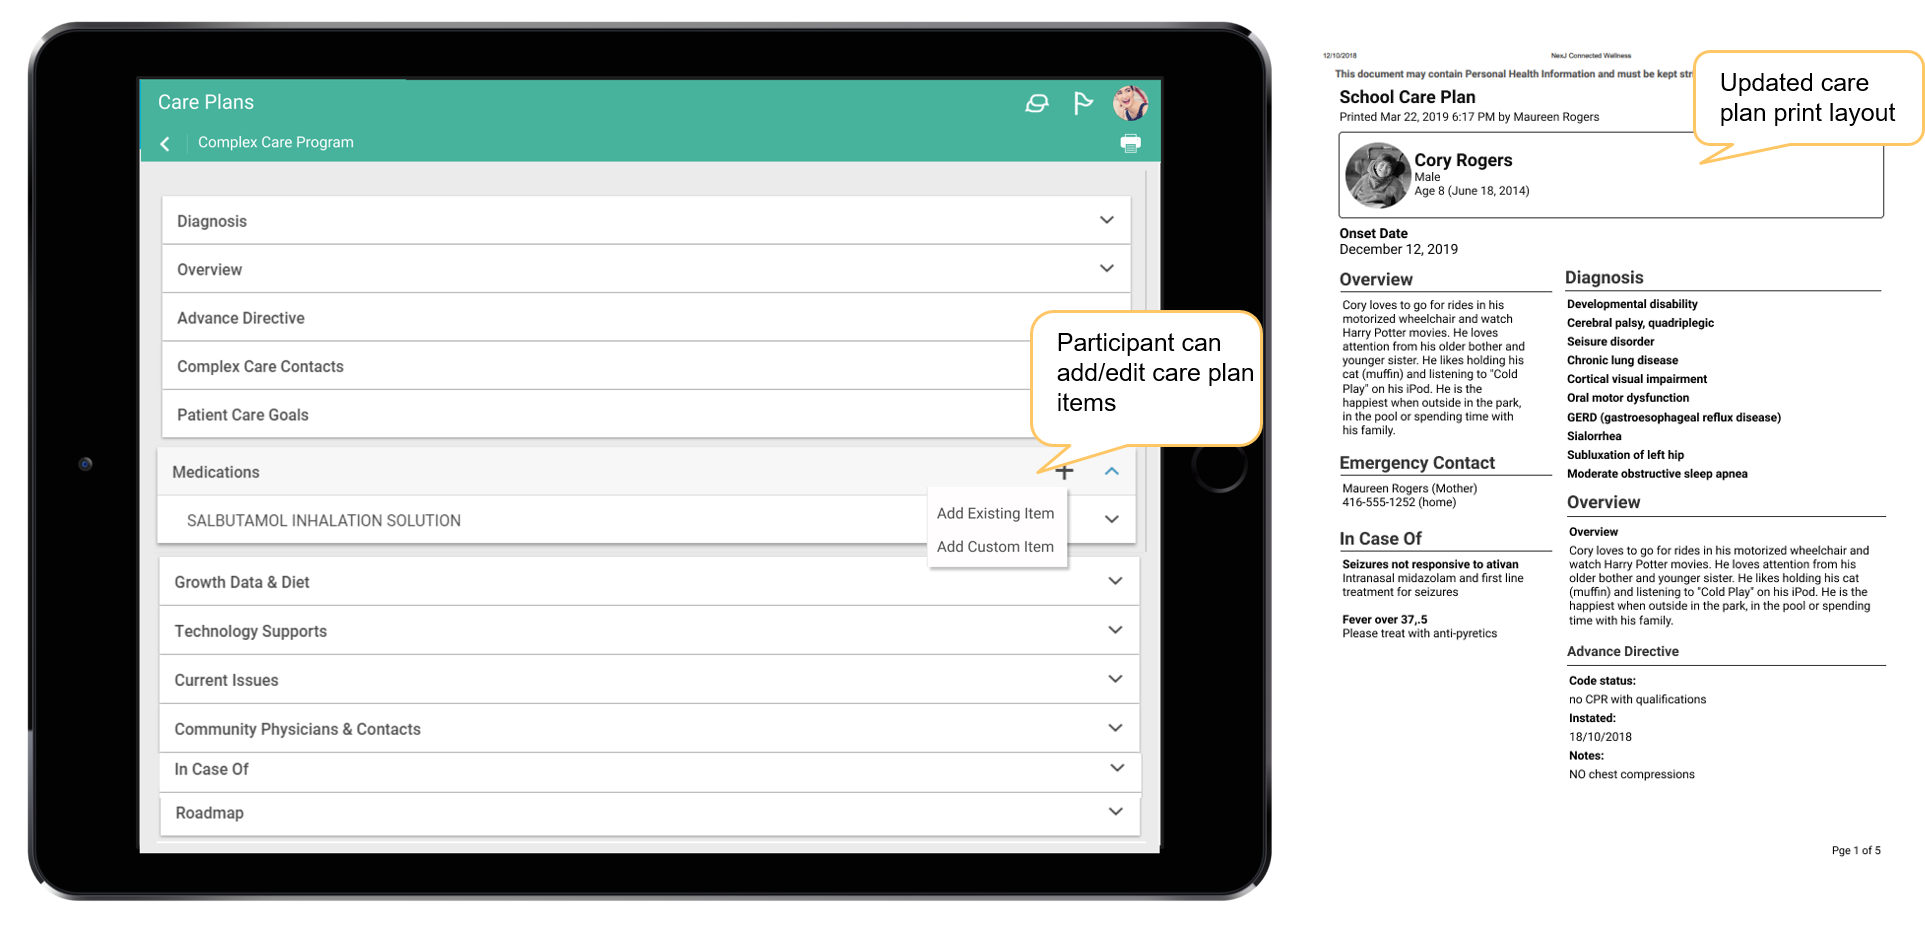 Care Plans
Complex Care Program
Diagnosis
Overview
Advance Directive
Complex Care Contacts
Patient Care Goals
Medications
SALBUTAMOL INHALATION SOLUTION
Add Existing Item
Add Custom Item
Growth Data & Diet
Technology Supports
Current Issues
Community Physicians & Contacts
In Case Of
Roadmap
Participant can
add/edit care plan
items
12/10/2018
NexJ Connected Wellness
This document may contain Personal Health Information and must be kept
Updated care
plan print layout
School Care Plan
Printed Mar 22, 2019 6:17 PM by Maureen Rogers
Cory Rogers
Male
Age 8 (June 18, 2014)
Onset Date
December 12, 2019
Overview
Cory loves to go for rides in his
motorized wheelchair and watch
Harry Potter movies. He loves
attention from his older bother and
younger sister. He likes holding his
cat (muffin) and listening to "Cold
Play" on his iPod. He is the
happiest when outside in the park,
in the pool or spending time with
his family.
Emergency Contact
Maureen Rogers (Mother)
416-555-1252 (home)
In Case Of
Seizures not responsive to ativan
Intranasal midazolam and first line
treatment for seizures
Fever over 37,.5
Please treat with anti-pyretics
Diagnosis
Developmental disability
Cerebral palsy, quadriplegic
Seisure disorder
Chronic lung disease
Cortical visual impairment
Oral motor dysfunction
GERD (gastroesophageal reflux disease)
Sialorrhea
Subluxation of left hip
Moderate obstructive sleep apnea
Overview
Overview
Cory loves to go for rides in his motorized wheelchair and
watch Harry Potter movies. He loves attention from his
older bother and younger sister. He likes holding his cat
(muffin) and listening to "Cold Play" on his iPod. He is the
happiest when outside in the park, in the pool or spending
time with his family.
Advance Directive
Code status:
no CPR with qualifications
Instated:
18/10/2018
Notes:
NO chest compressions
Pge 1 of 5